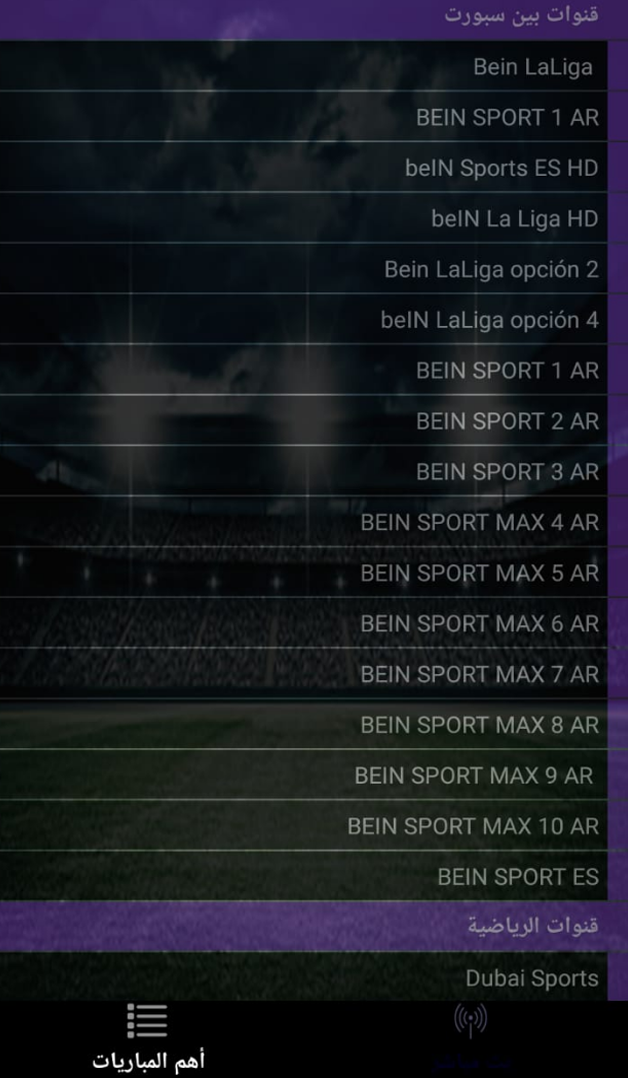 قنوات بين سبورت
Bein LaLiga
BEIN SPORT 1 AR
beIN Sports ES HD
beIN La Liga HD
Bein LaLiga opción 2
beIN LaLiga opción 4
BEIN SPORT 1 AR
BEIN SPORT 2 AR
BEIN SPORT 3 AR
BEIN SPORT MAX 4 AR
BEIN SPORT MAX 5 AR
BEIN SPORT MAX 6 AR
BEIN SPORT MAX 7 AR
BEIN SPORT MAX 8 AR
BEIN SPORT MAX 9 AR
BEIN SPORT MAX 10 AR
BEIN SPORT ES
قنوات الرياضية
Dubai Sports
أهم المباريات